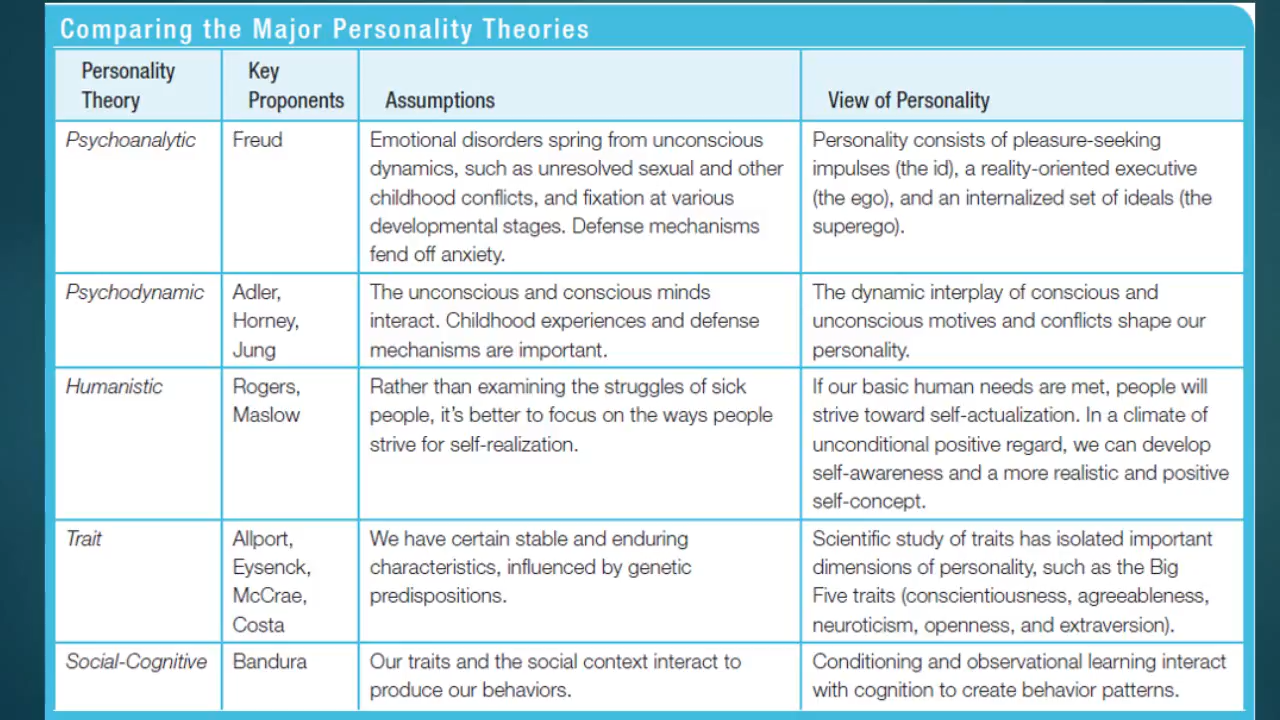 Comparing the Major Personality Theories
Personality
Theory
Key
Proponents
Assumptions
View of Personality
Psychoanalytic
Freud
Emotional disorders spring from unconscious
dynamics, such as unresolved sexual and other
childhood conflicts, and fixation at various
developmental stages. Defense mechanisms
fend off anxiety.
Personality consists of pleasure-seeking
impulses (the id), a reality-oriented executive
(the ego), and an internalized set of ideals (the
superego).
Psychodynamic
Adler,
Horney,
Jung
The unconscious and conscious minds
interact. Childhood experiences and defense
mechanisms are important.
The dynamic interplay of conscious and
unconscious motives and conflicts shape our
personality.
Humanistic
Rogers,
Maslow
Rather than examining the struggles of sick
people, it's better to focus on the ways people
strive for self-realization.
If our basic human needs are met, people will
strive toward self-actualization. In a climate of
unconditional positive regard, we can develop
self-awareness and a more realistic and positive
self-concept.
Trait
Allport,
Eysenck,
McCrae,
Costa
We have certain stable and enduring
characteristics, influenced by genetic
predispositions.
Scientific study of traits has isolated important
dimensions of personality, such as the Big
Five traits (conscientiousness, agreeableness,
neuroticism, openness, and extraversion).
Social-Cognitive
Bandura
Our traits and the social context interact to
produce our behaviors.
Conditioning and observational learning interact
with cognition to create behavior patterns.